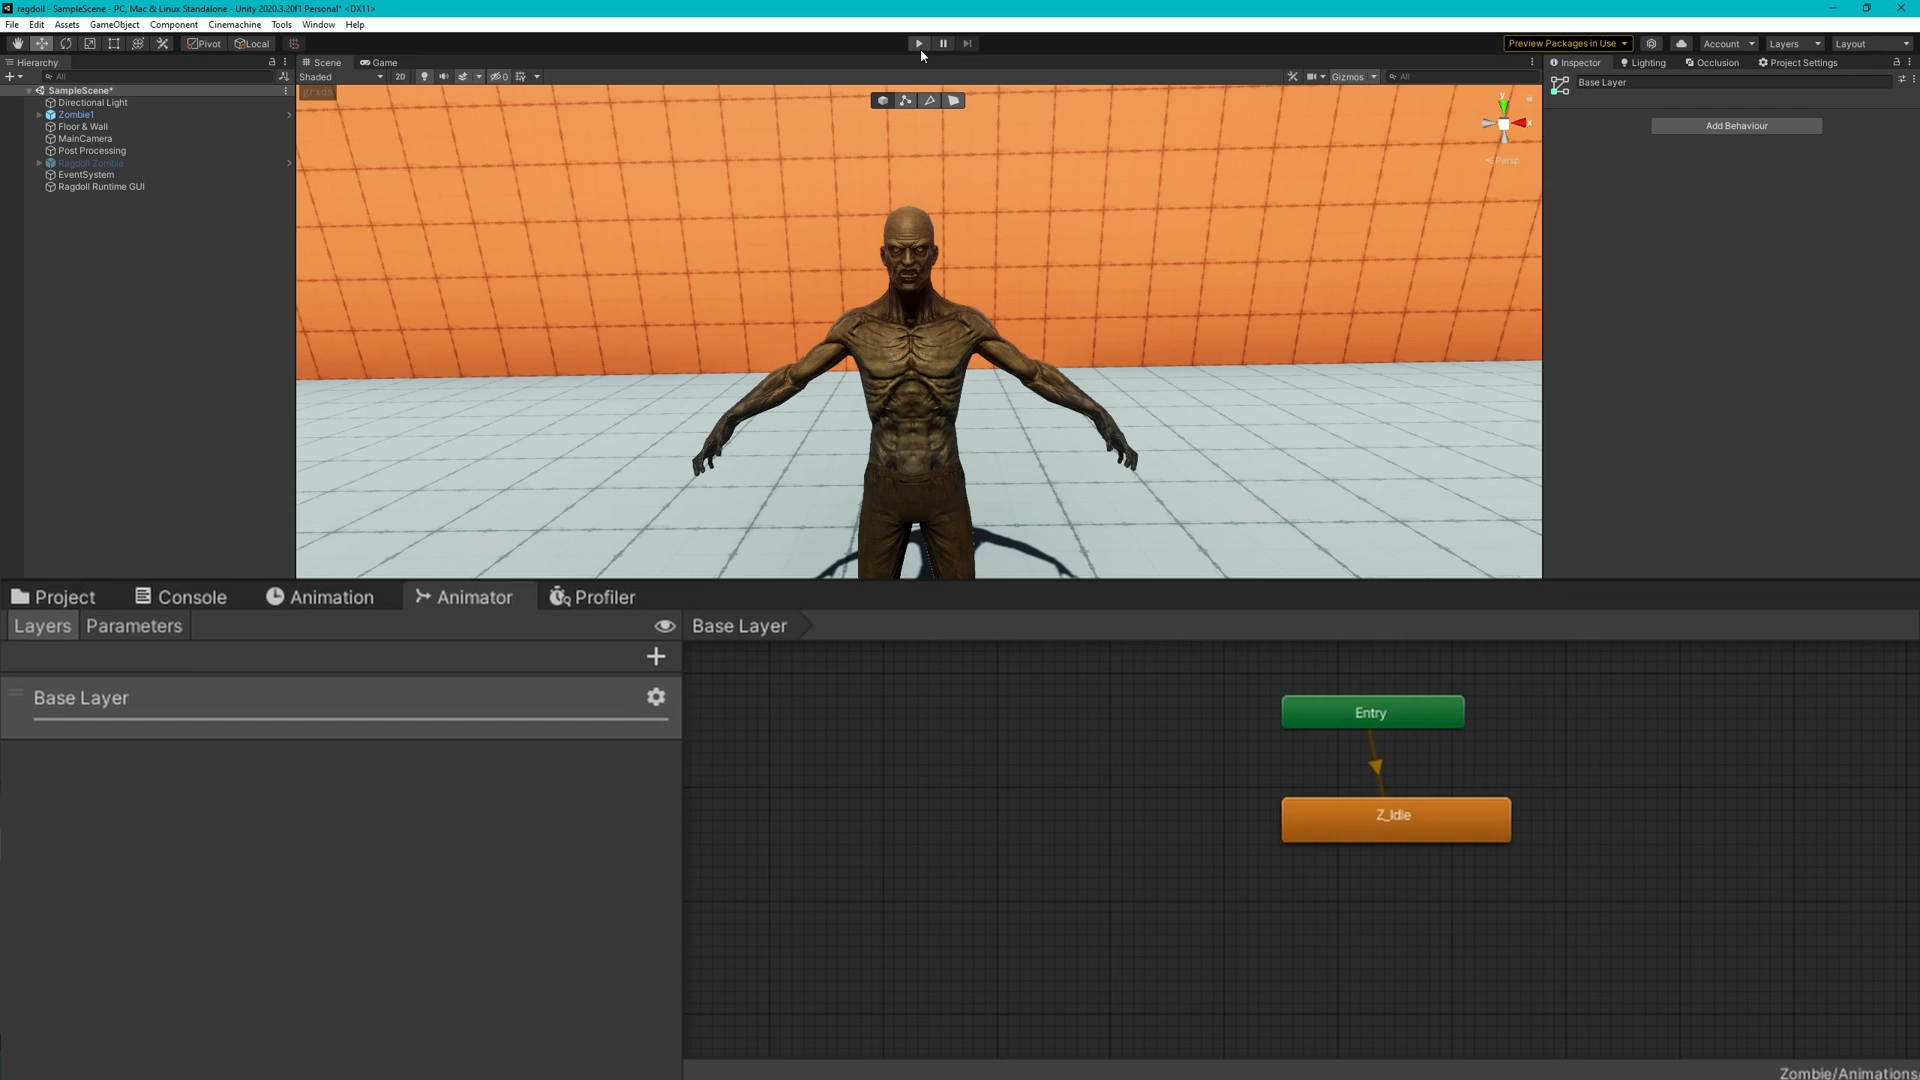 ragdoll - SampleScene - PC, Mac & Linux Standalone - Unity 2020.3.20f1 Personal* <DX11>
File Edit Assets GameObject Component Cinemachine Tools Window Help
Pivot Local Preview Packages in Use Account Layers Layout
Hierarchy Scene Game Inspector Lighting Occlusion Project Settings
All Shaded 2D 0 Gizmos All Base Layer
SampleScene*
grids
Directional Light
Zombie1
Floor & Wall
MainCamera
Post Processing
Ragdoll Zombie
EventSystem
Ragdoll Runtime GUI
y
x
Persp
Add Behaviour
Project Console Animation Animator Profiler
Layers Parameters Base Layer
Base Layer
Entry
Z_Idle
Zombie/Animations